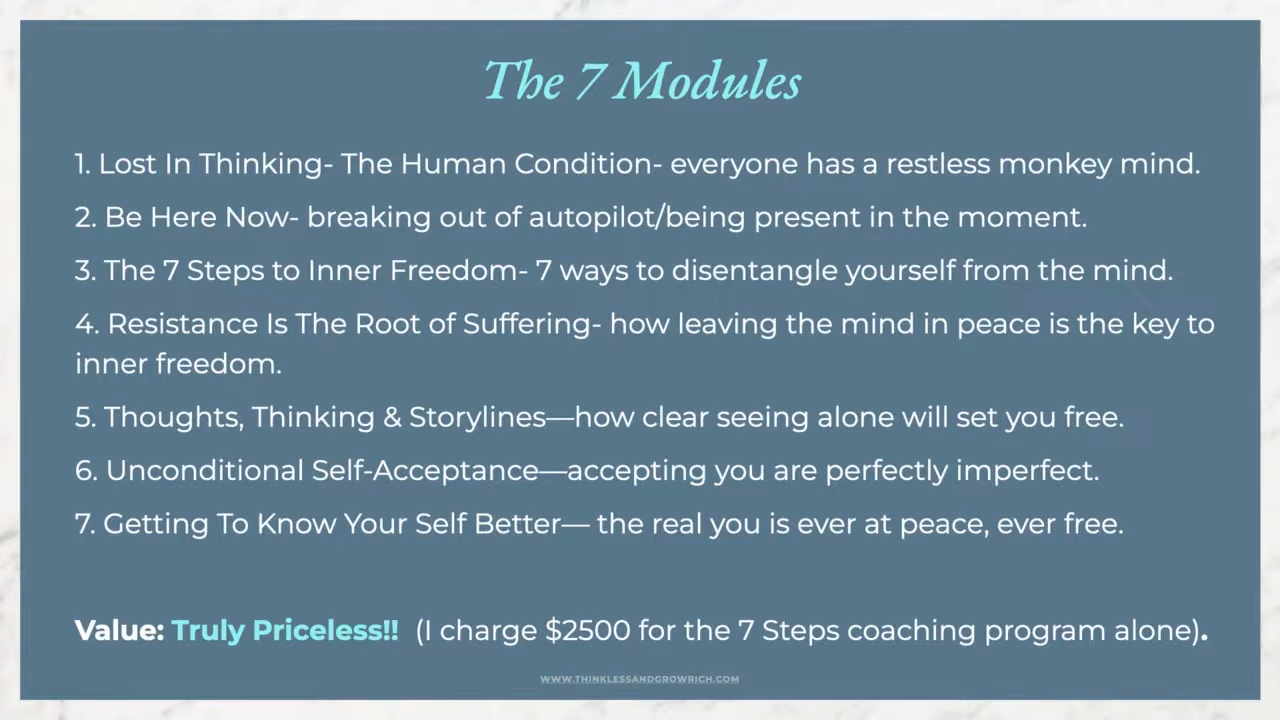 The 7 Modules
1. Lost In Thinking- The Human Condition- everyone has a restless monkey mind.
2. Be Here Now- breaking out of autopilot/being present in the moment.
3. The 7 Steps to Inner Freedom- 7 ways to disentangle yourself from the mind.
4. Resistance Is The Root of Suffering- how leaving the mind in peace is the key to
inner freedom.
5. Thoughts, Thinking & Storylines—how clear seeing alone will set you free.
6. Unconditional Self-Acceptance—accepting you are perfectly imperfect.
7. Getting To Know Your Self Better— the real you is ever at peace, ever free.
Value: Truly Priceless!! (I charge $2500 for the 7 Steps coaching program alone).
WWW.THINKLESSANDGROWRICH.COM